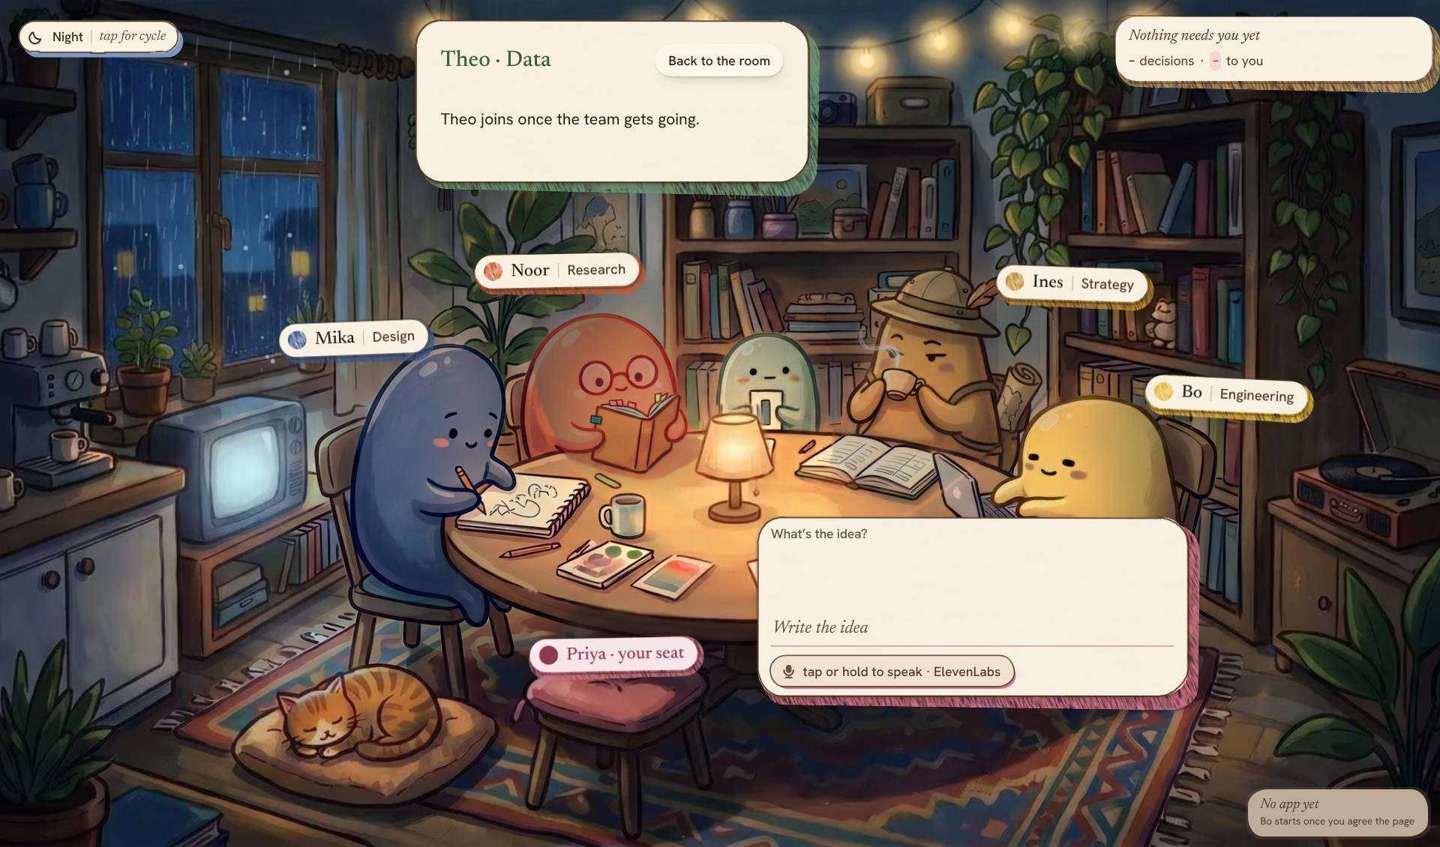 Night | tap for cycle
Theo · Data
Back to the room
Theo joins once the team gets going.
Nothing needs you yet
– decisions · – to you
Noor | Research
Ines | Strategy
Mika | Design
Bo | Engineering
What's the idea?
Write the idea
tap or hold to speak · ElevenLabs
Priya · your seat
No app yet
Bo starts once you agree the page